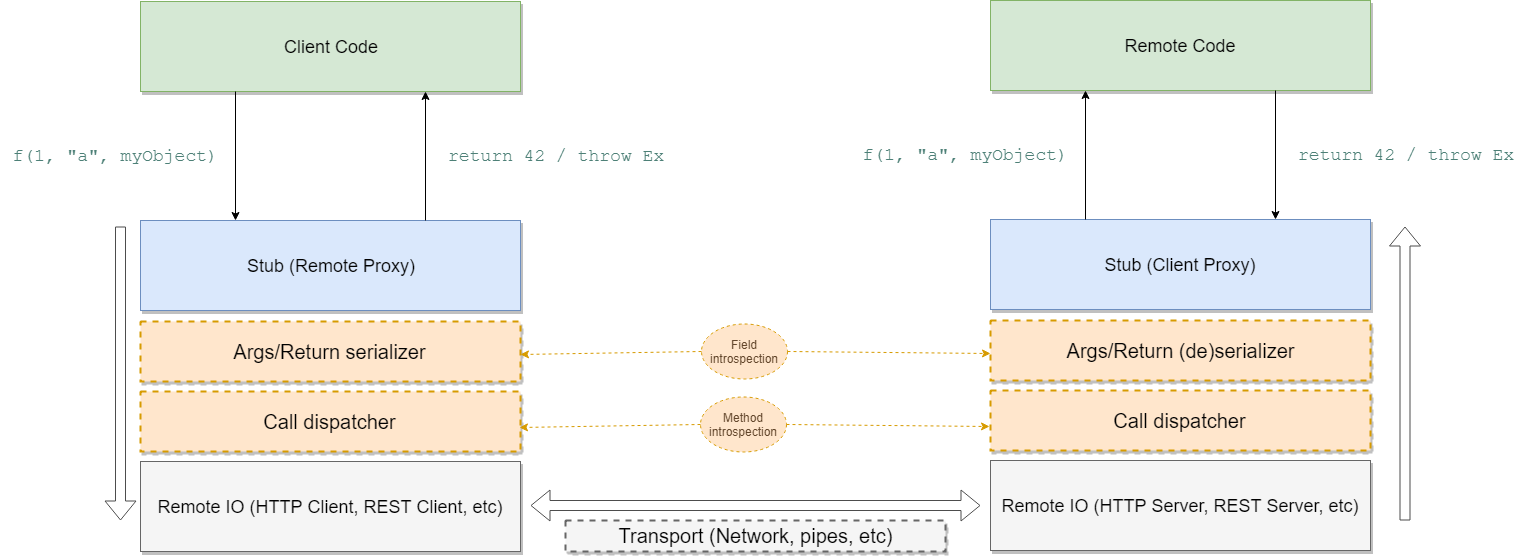 Client Code
Remote Code
f(1, "a", myObject)
return 42 / throw Ex
f(1, "a", myObject)
return 42 / throw Ex
Stub (Remote Proxy)
Stub (Client Proxy)
Args/Return serializer
Field
introspection
Args/Return (de)serializer
Call dispatcher
Method
introspection
Call dispatcher
Remote IO (HTTP Client, REST Client, etc)
Remote IO (HTTP Server, REST Server, etc)
Transport (Network, pipes, etc)